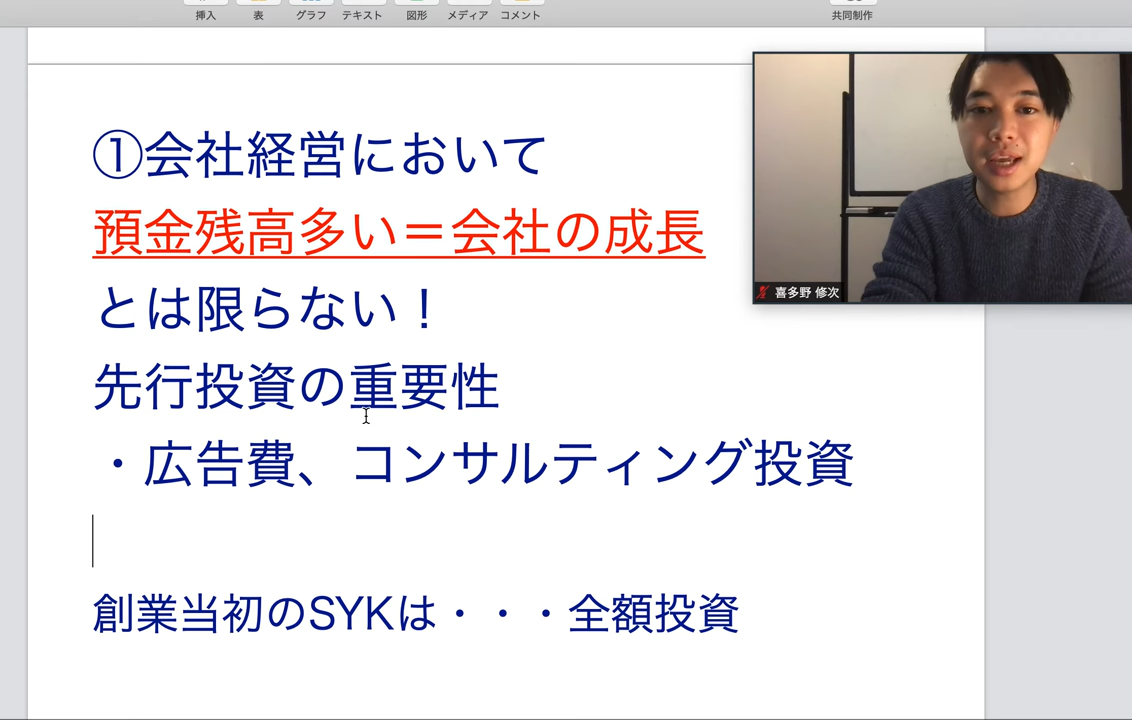 挿入 表 グラフ テキスト 図形 メディア コメント 共同制作
①会社経営において
預金残高多い＝会社の成長
とは限らない！
先行投資の重要性
・広告費、コンサルティング投資
創業当初のSYKは・・・全額投資
喜多野 修次